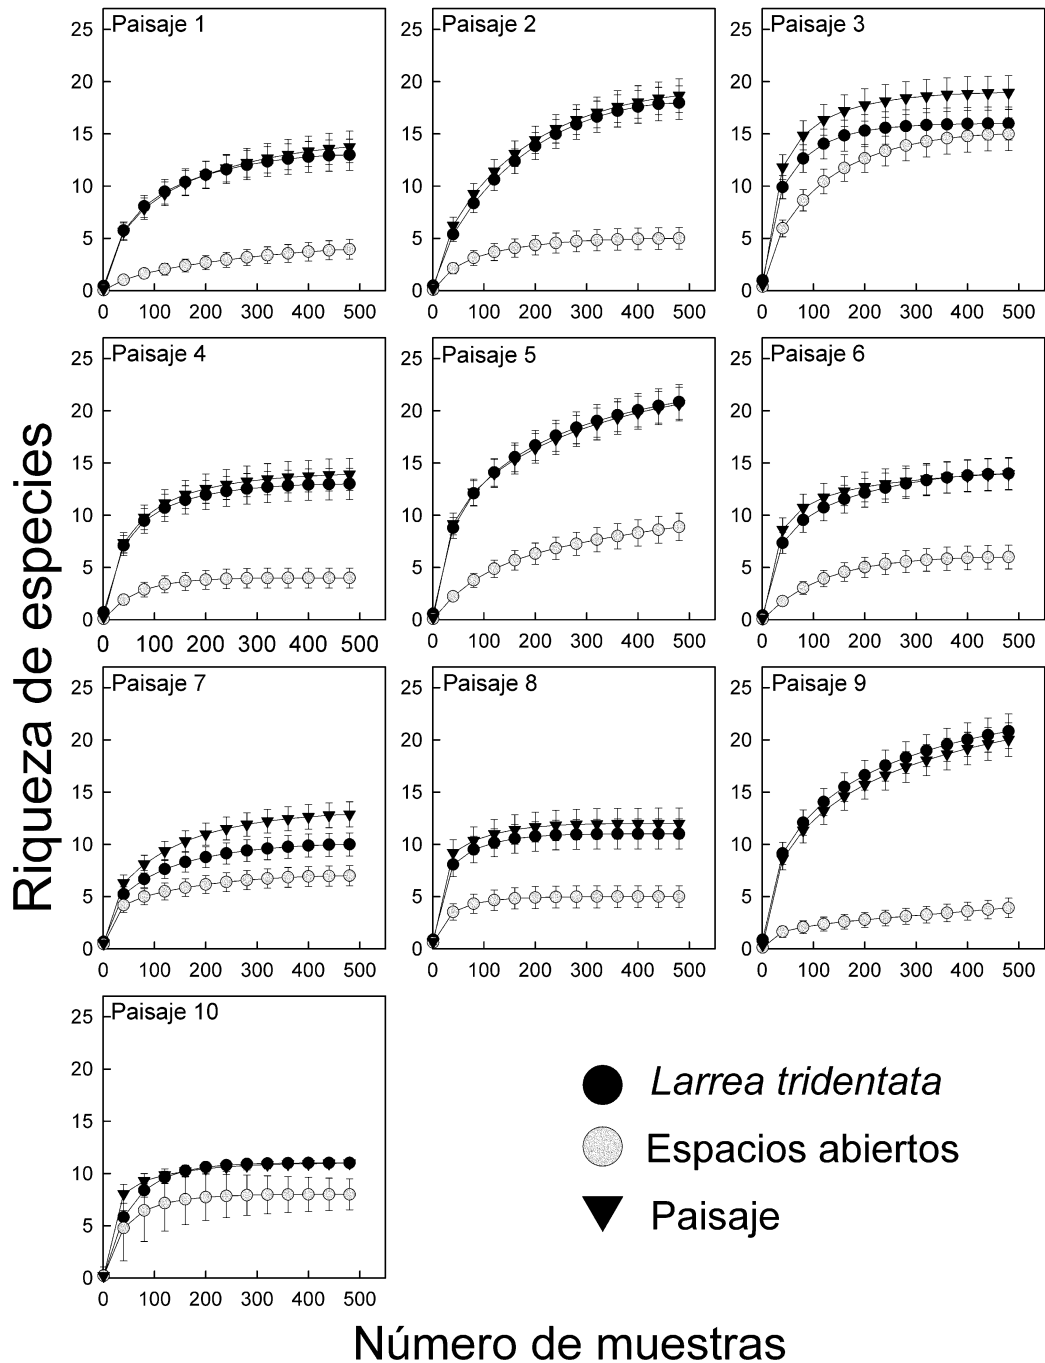 Riqueza de especies
Paisaje 1
25
20
15
10
5
0
0 100 200 300 400 500
Paisaje 2
25
20
15
10
5
0
0 100 200 300 400 500
Paisaje 3
25
20
15
10
5
0
0 100 200 300 400 500
Paisaje 4
25
20
15
10
5
0
0 100 200 300 400 500
Paisaje 5
25
20
15
10
5
0
0 100 200 300 400 500
Paisaje 6
25
20
15
10
5
0
0 100 200 300 400 500
Paisaje 7
25
20
15
10
5
0
0 100 200 300 400 500
Paisaje 8
25
20
15
10
5
0
0 100 200 300 400 500
Paisaje 9
25
20
15
10
5
0
0 100 200 300 400 500
Paisaje 10
25
20
15
10
5
0
0 100 200 300 400 500
Larrea tridentata
Espacios abiertos
Paisaje
Número de muestras